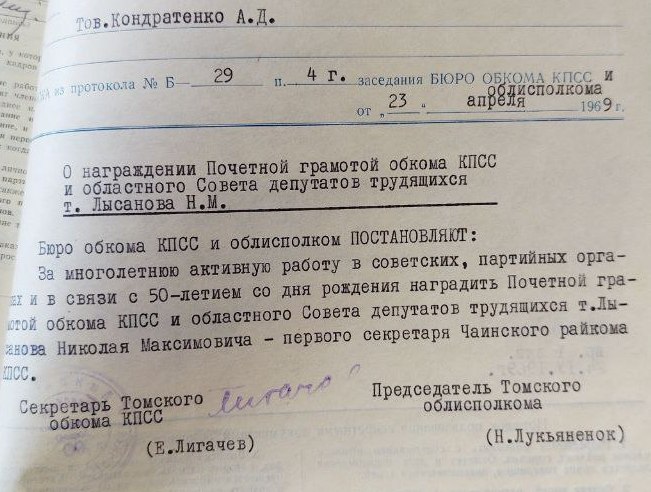 Тов.Кондратенко А.Д.
из протокола № Б— 29 п. 4 г. заседания БЮРО ОБКОМА КПСС и
облисполкома
от „ 23 „ апреля 1969 г.
О награждении Почетной грамотой обкома КПСС
и областного Совета депутатов трудящихся
т. Лысанова Н.М.
Бюро обкома КПСС и облисполком ПОСТАНОВЛЯЮТ:
За многолетнюю активную работу в советских, партийных орга-
нах и в связи с 50-летием со дня рождения наградить Почетной гра-
мотой обкома КПСС и областного Совета депутатов трудящихся т.Лы-
санова Николая Максимовича - первого секретаря Чаинского райкома
КПСС.
Секретарь Томского
обкома КПСС
Лигачев
(Е.Лигачев)
Председатель Томского
облисполкома
(Н.Лукьяненок)